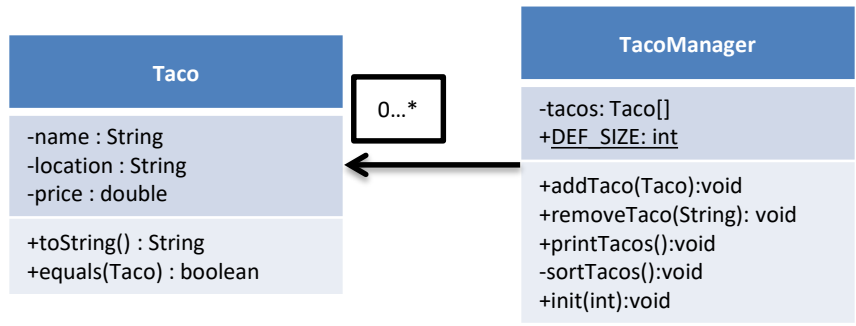 Taco
-name : String
-location : String
-price : double
+toString() : String
+equals(Taco) : boolean
0...*
TacoManager
-tacos: Taco[]
+DEF_SIZE: int
+addTaco(Taco):void
+removeTaco(String): void
+printTacos():void
-sortTacos():void
+init(int):void